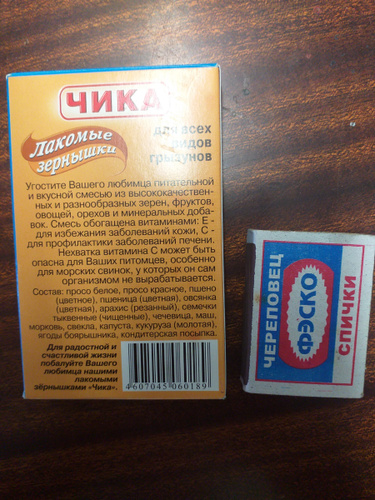 ЧИКА
Лакомые
зернышки
для всех
видов
грызунов
Угостите Вашего любимца питательной
и вкусной смесью из высококачествен-
ных и разнообразных зерен, фруктов,
овощей, орехов и минеральных доба-
вок. Смесь обогащена витаминами: Е -
для избежания заболеваний кожи, С -
для профилактики заболеваний печени.
Нехватка витамина С может быть
опасна для Ваших питомцев, особенно
для морских свинок, у которых он сам
организмом не вырабатывается.
Состав: просо белое, просо красное, пшено
(цветное), пшеница (цветная), овсянка
(цветная), арахис (резанный), семечки
тыквенные (чищенные), чечевица, маш,
морковь, свекла, капуста, кукуруза (молотая),
ягоды боярышника, кондитерская посыпка.
Для радостной и
счастливой жизни
побалуйте Вашего
любимца нашими
лакомыми
зёрнышками «Чика».
4607045060189
ЧЕРЕПОВЕЦ
ФЭСКО
СПИЧКИ